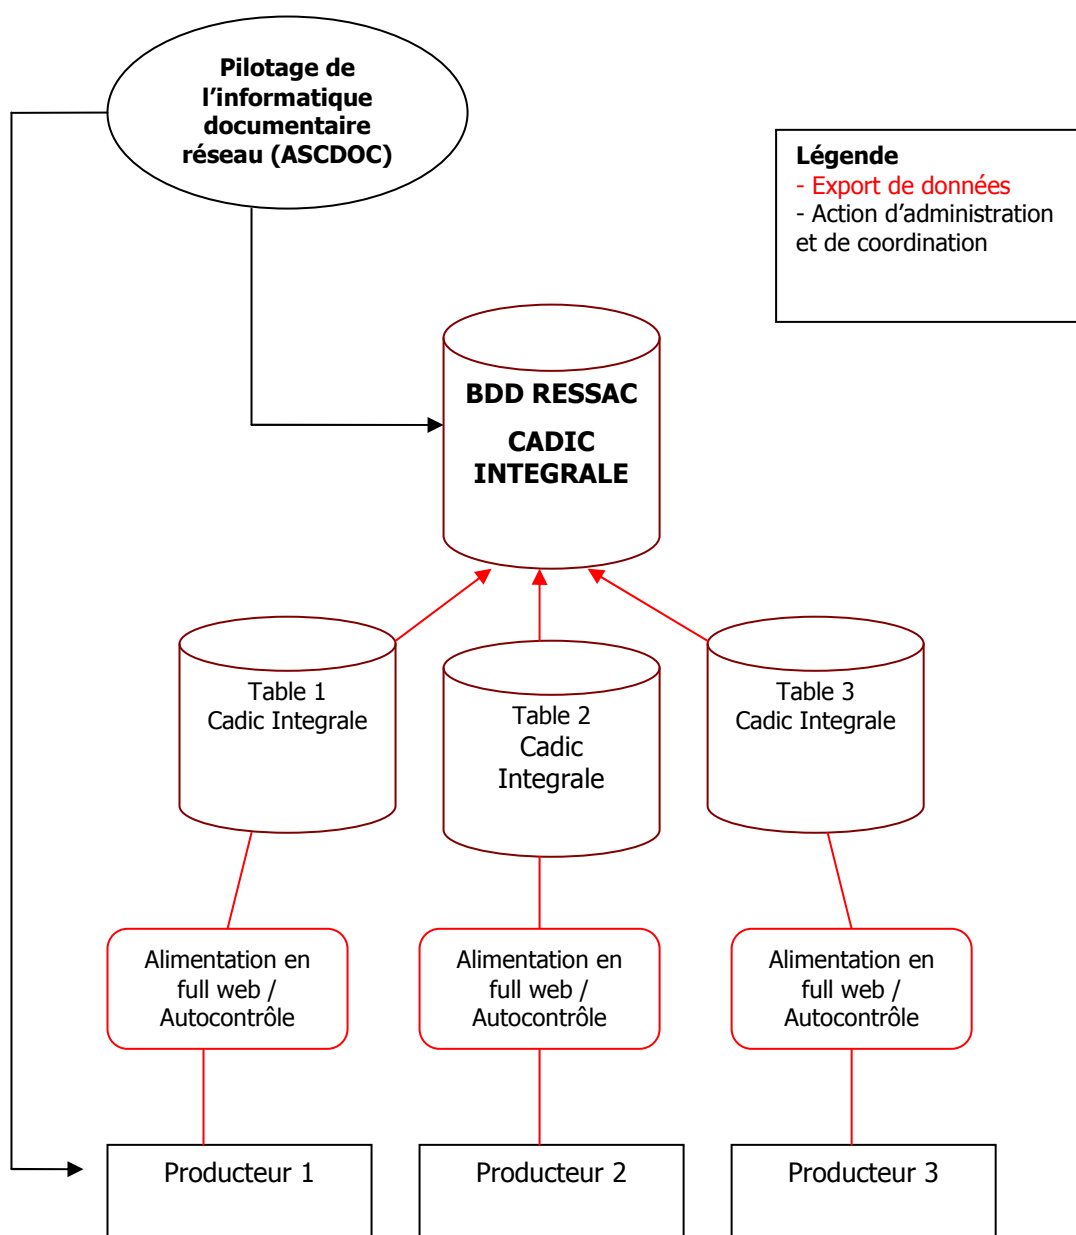 Pilotage de
l’informatique
documentaire
réseau (ASCDOC)
Légende
- Export de données
- Action d’administration
et de coordination
BDD RESSAC
CADIC
INTEGRALE
Table 1
Cadic Integrale
Table 2
Cadic
Integrale
Table 3
Cadic Integrale
Alimentation en
full web /
Autocontrôle
Alimentation en
full web /
Autocontrôle
Alimentation en
full web /
Autocontrôle
Producteur 1
Producteur 2
Producteur 3